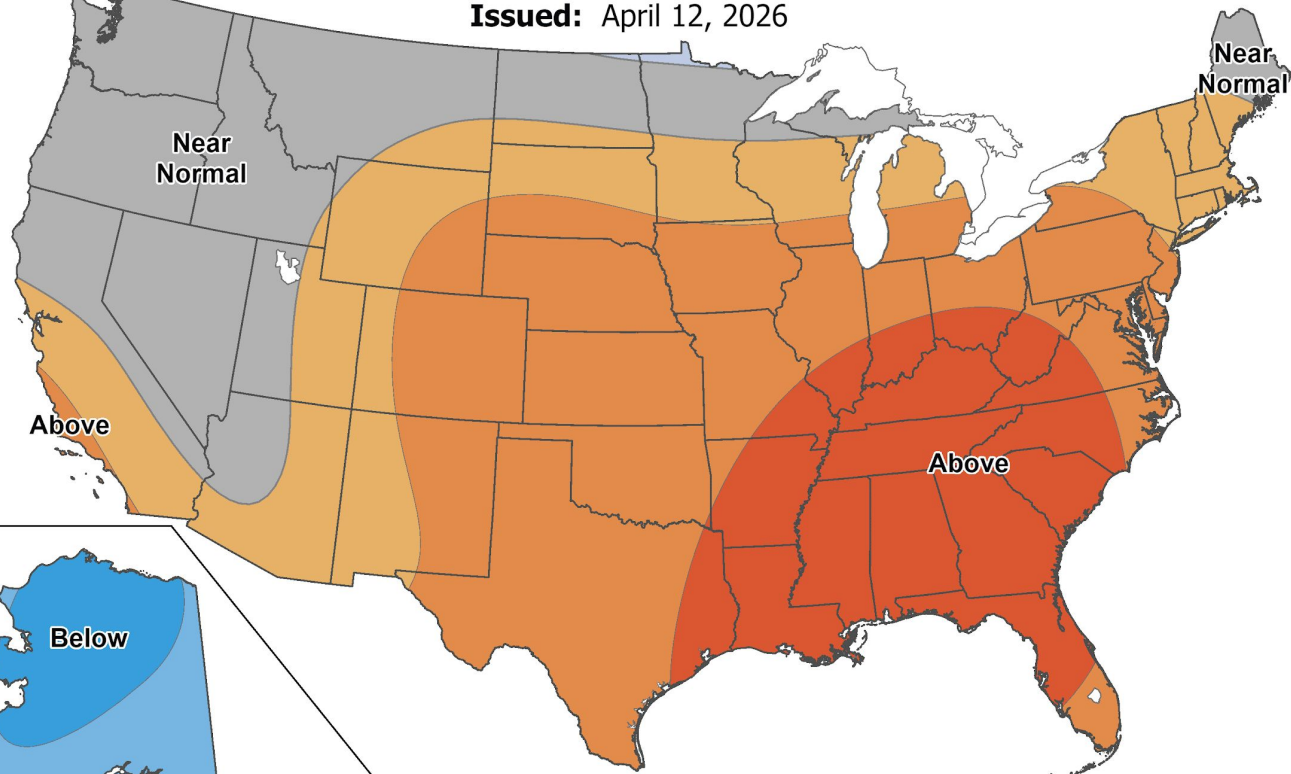 Issued: April 12, 2026
Near
Normal
Near
Normal
Above
Above
Below